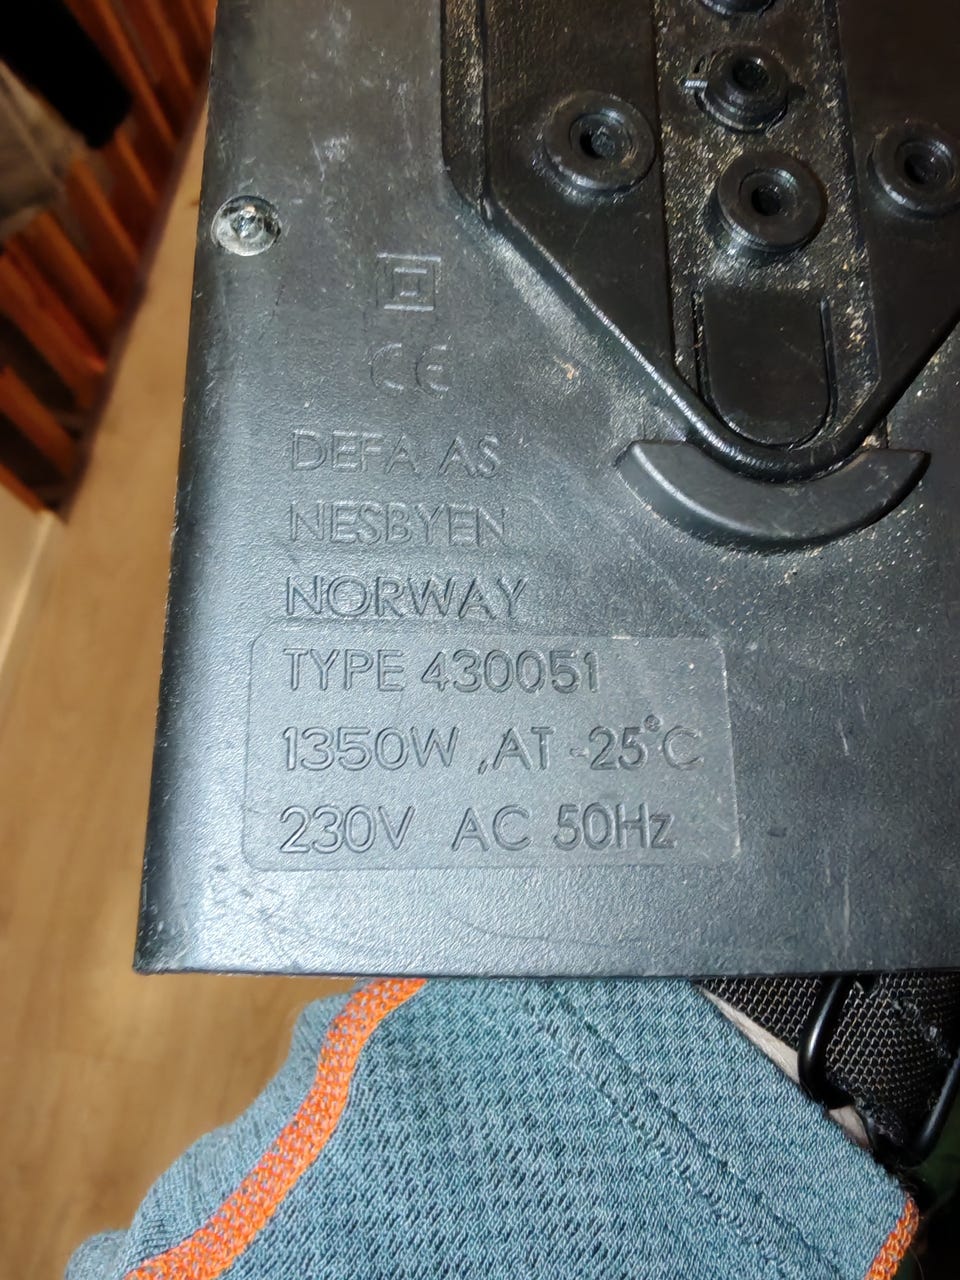 CE
DEFA AS
NESBYEN
NORWAY
TYPE 430051
1350W ,AT -25°C
230V AC 50Hz